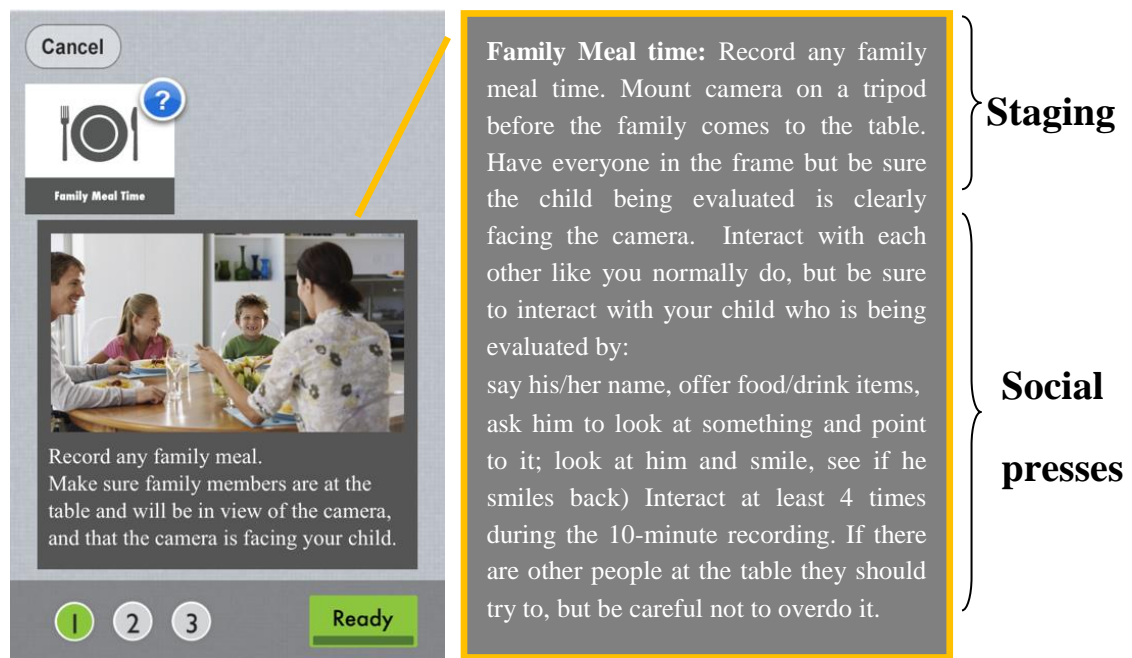 Cancel
?
Family Meal Time
Record any family meal.
Make sure family members are at the
table and will be in view of the camera,
and that the camera is facing your child.
1
2
3
Ready
Family Meal time: Record any family
meal time. Mount camera on a tripod
before the family comes to the table.
Have everyone in the frame but be sure
the child being evaluated is clearly
facing the camera. Interact with each
other like you normally do, but be sure
to interact with your child who is being
evaluated by:
say his/her name, offer food/drink items,
ask him to look at something and point
to it; look at him and smile, see if he
smiles back) Interact at least 4 times
during the 10-minute recording. If there
are other people at the table they should
try to, but be careful not to overdo it.
Staging
Social
presses